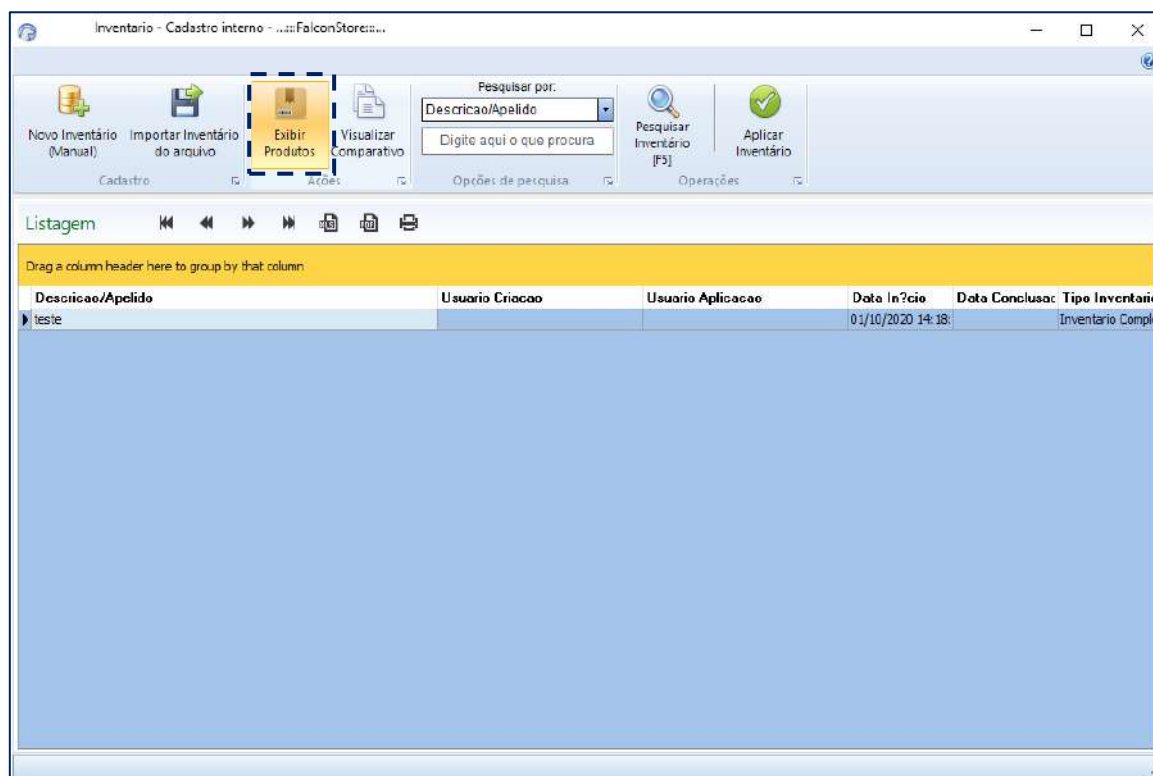 Inventario - Cadastro interno - ...:::FalconStore:::...
Pesquisar por:
Descricao/Apelido
Digite aqui o que procura
Novo Inventário
(Manual)
Importar Inventário
do arquivo
Exibir
Produtos
Visualizar
Comparativo
Pesquisar
Inventário
[F5]
Aplicar
Inventário
Cadastro
Ações
Opções de pesquisa
Operações
Listagem
Drag a column header here to group by that column
Descricao/Apelido Usuario Criacao Usuario Aplicacao Data In?cio Data Conclusac Tipo Inventario
teste 01/10/2020 14:18: Inventario Compl